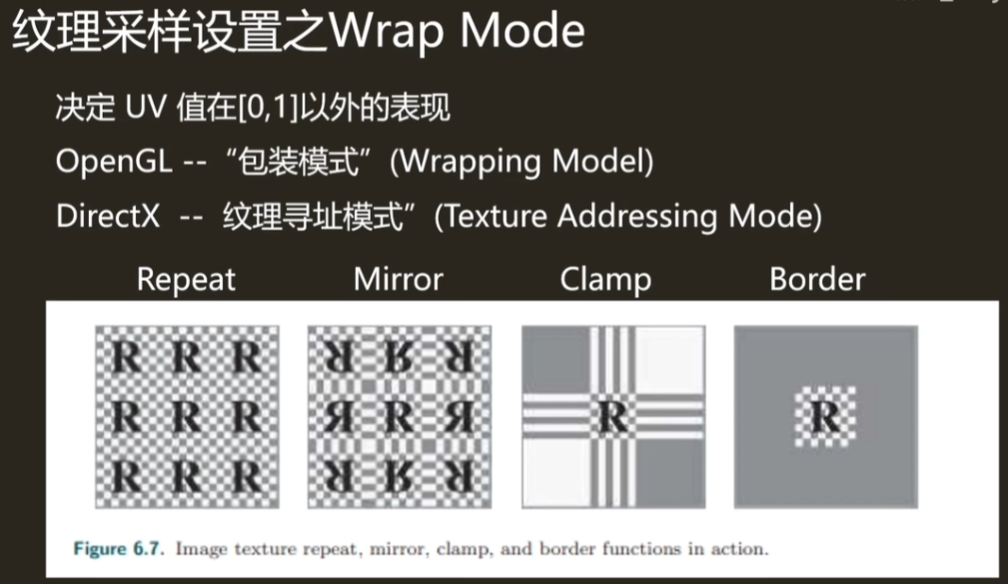 纹理采样设置之Wrap Mode
决定 UV 值在[0,1]以外的表现
OpenGL -- “包装模式” (Wrapping Model)
DirectX -- 纹理寻址模式” (Texture Addressing Mode)
Repeat Mirror Clamp Border
R R R
R R R
R R R
R
R
Figure 6.7. Image texture repeat, mirror, clamp, and border functions in action.